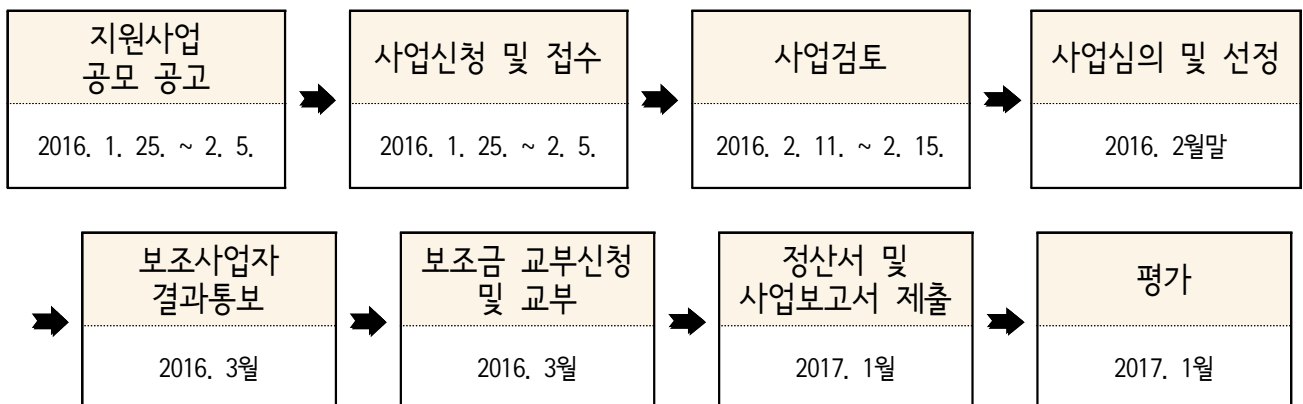 지원사업
공모 공고
2016. 1. 25. ~ 2. 5.
사업신청 및 접수
2016. 1. 25. ~ 2. 5.
사업검토
2016. 2. 11. ~ 2. 15.
사업심의 및 선정
2016. 2월말
보조사업자
결과통보
2016. 3월
보조금 교부신청
및 교부
2016. 3월
정산서 및
사업보고서 제출
2017. 1월
평가
2017. 1월